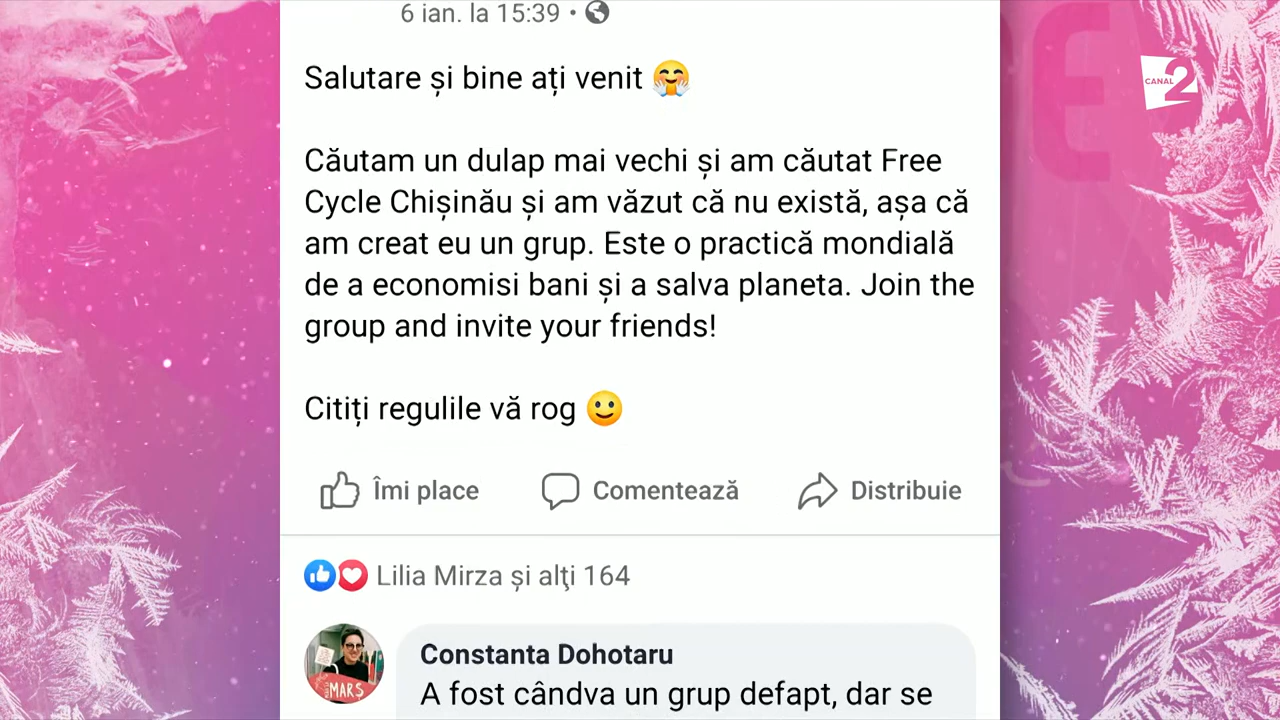 6 ian. la 15:39 •
CANAL 2
Salutare și bine ați venit 🤗
Căutam un dulap mai vechi și am căutat Free
Cycle Chișinău și am văzut că nu există, așa că
am creat eu un grup. Este o practică mondială
de a economisi bani și a salva planeta. Join the
group and invite your friends!
Citiți regulile vă rog 🙂
Îmi place
Comentează
Distribuie
Lilia Mirza și alţi 164
Constanta Dohotaru
A fost cândva un grup defapt, dar se
MARS